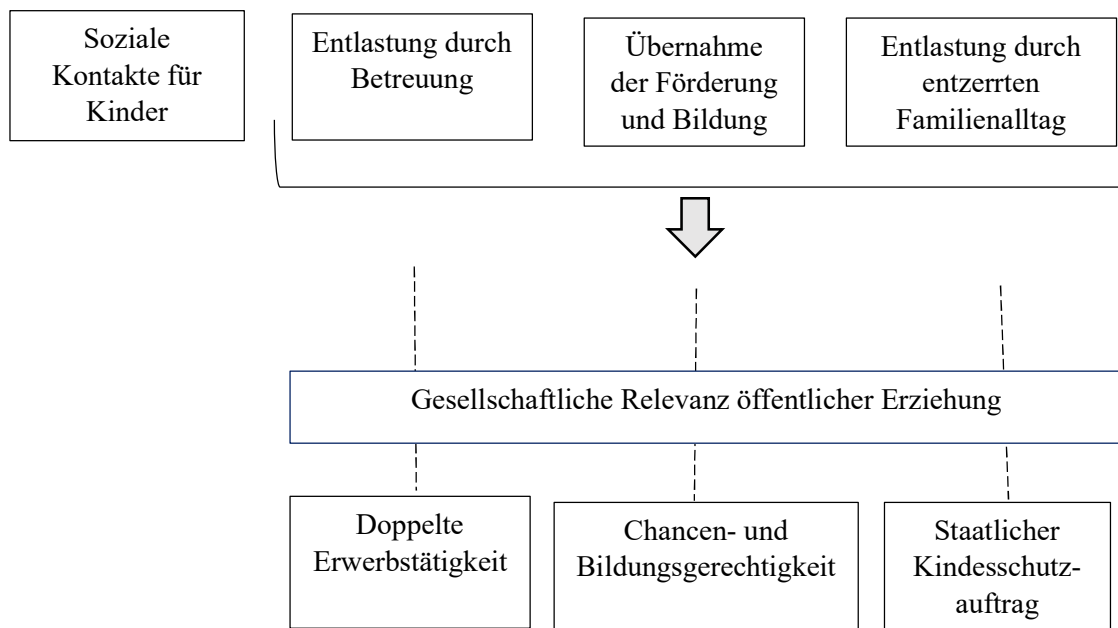 Soziale
Kontakte für
Kinder
Entlastung durch
Betreuung
Übernahme
der Förderung
und Bildung
Entlastung durch
entzerrten
Familienalltag
Gesellschaftliche Relevanz öffentlicher Erziehung
Doppelte
Erwerbstätigkeit
Chancen- und
Bildungsgerechtigkeit
Staatlicher
Kindesschutz-
auftrag